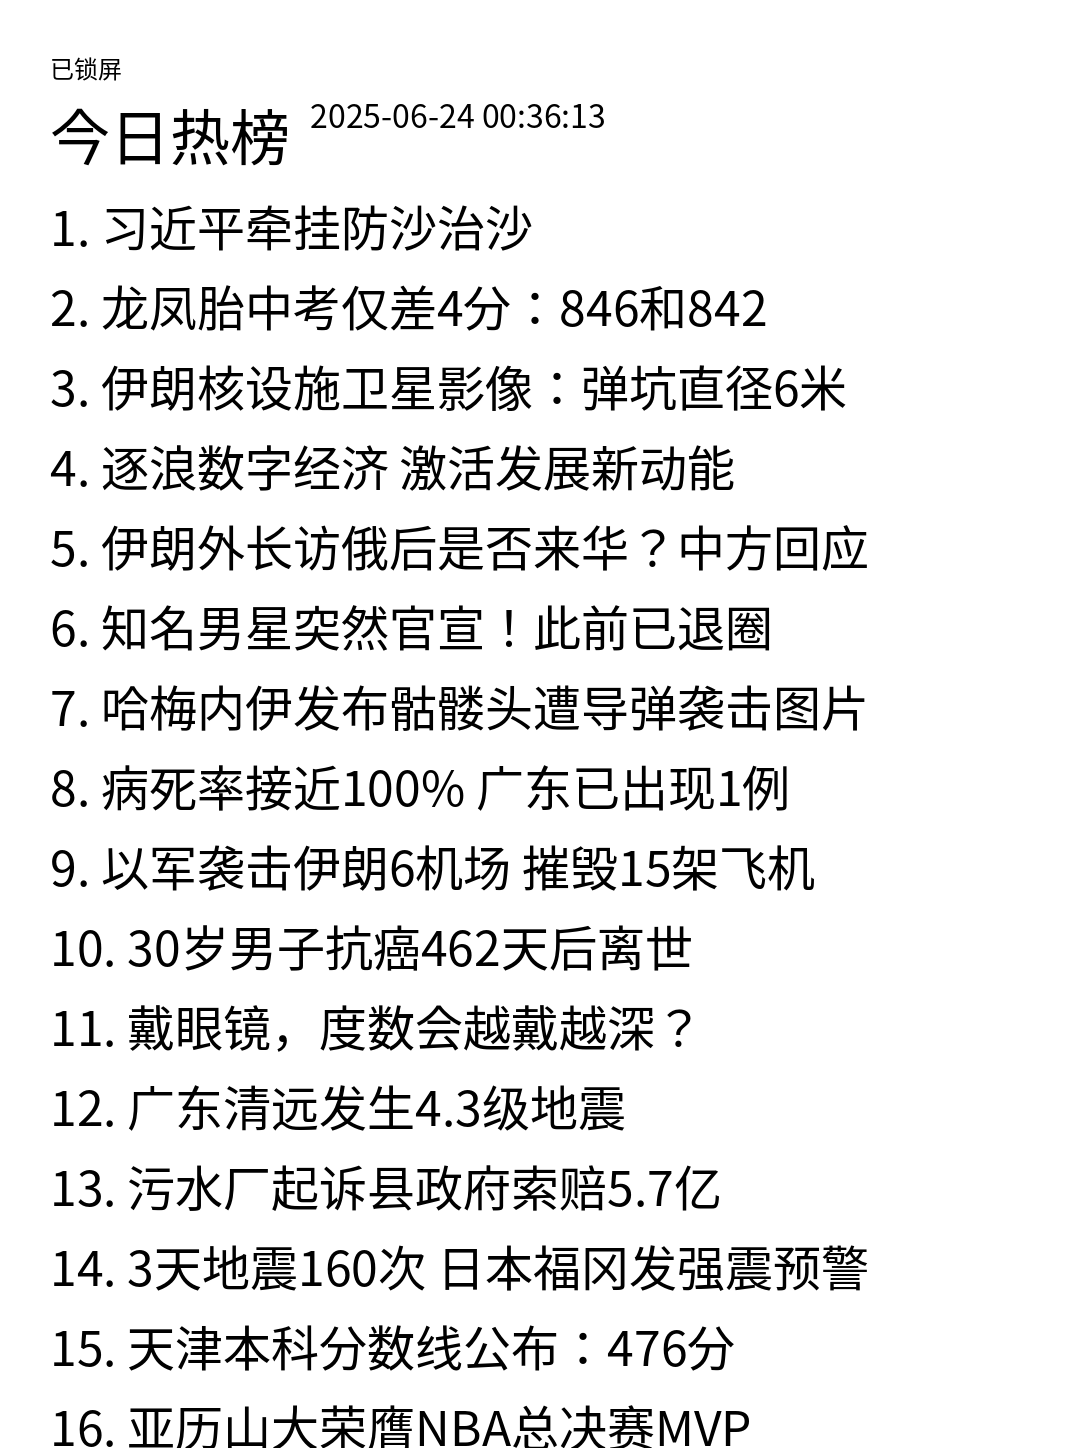 已锁屏
今日热榜 2025-06-24 00:36:13
1. 习近平牵挂防沙治沙
2. 龙凤胎中考仅差4分：846和842
3. 伊朗核设施卫星影像：弹坑直径6米
4. 逐浪数字经济 激活发展新动能
5. 伊朗外长访俄后是否来华？中方回应
6. 知名男星突然官宣！此前已退圈
7. 哈梅内伊发布骷髅头遭导弹袭击图片
8. 病死率接近100% 广东已出现1例
9. 以军袭击伊朗6机场 摧毁15架飞机
10. 30岁男子抗癌462天后离世
11. 戴眼镜，度数会越戴越深？
12. 广东清远发生4.3级地震
13. 污水厂起诉县政府索赔5.7亿
14. 3天地震160次 日本福冈发强震预警
15. 天津本科分数线公布：476分
16. 亚历山大荣膺NBA总决赛MVP